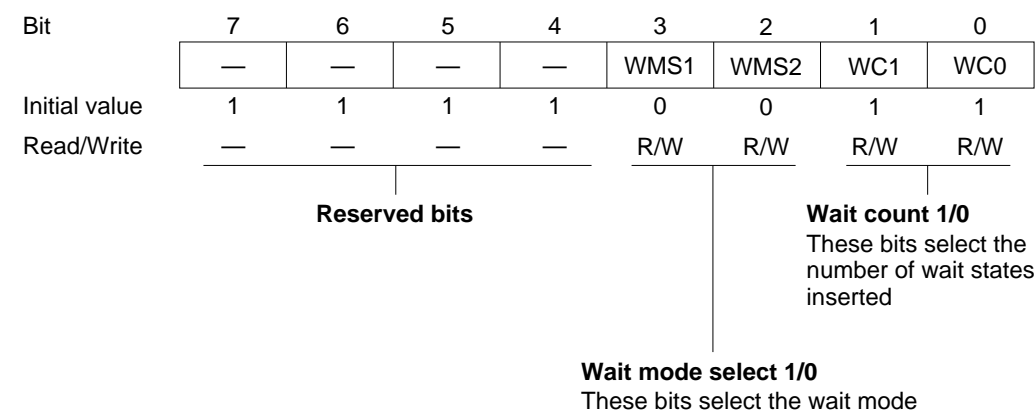 Bit 7 6 5 4 3 2 1 0
— — — — WMS1 WMS2 WC1 WC0
Initial value 1 1 1 1 0 0 1 1
Read/Write — — — — R/W R/W R/W R/W
Reserved bits
Wait count 1/0
These bits select the
number of wait states
inserted
Wait mode select 1/0
These bits select the wait mode